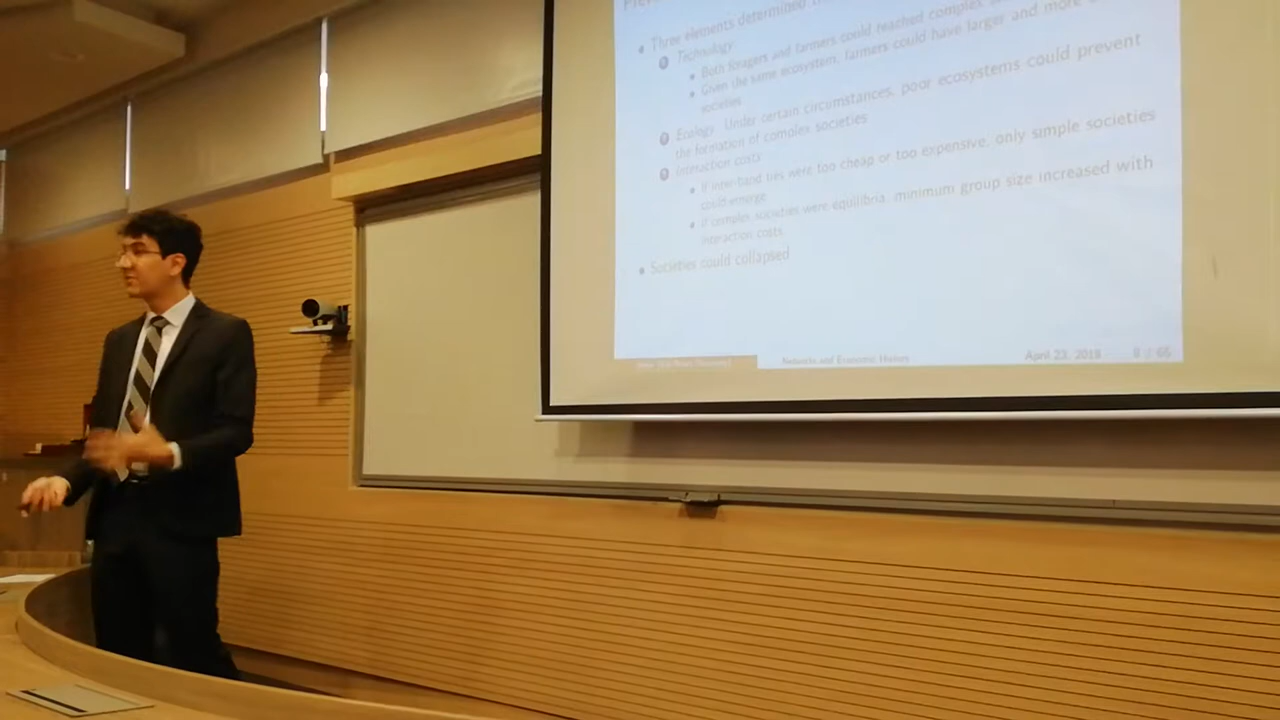 Three elements determined
Technology
Both foragers and farmers could reached complex
Given the same ecosystem, farmers could have larger and more
societies
Ecology. Under certain circumstances, poor ecosystems could prevent
the formation of complex societies
Interaction costs
If inter-band ties were too cheap or too expensive, only simple societies
could emerge
If complex societies were equilibria, minimum group size increased with
interaction costs
Societies could collapsed
Networks and Economic History
April 23, 2018
8 / 65